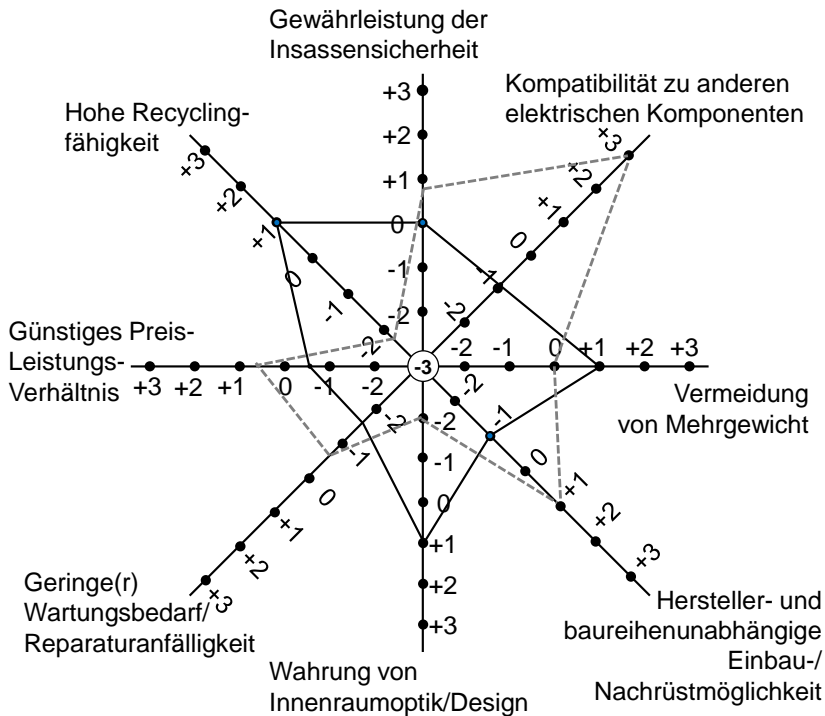 Gewährleistung der
Insassensicherheit
Kompatibilität zu anderen
elektrischen Komponenten
Hohe Recycling-
fähigkeit
+3
+2
+1
0
-1
-2
+3
+2
+1
0
-1
-2
+3
+2
+1
0
-1
-2
Günstiges Preis-
Leistungs-
Verhältnis
+3 +2 +1 0 -1 -2
-3
-2 -1 0 +1 +2 +3
Vermeidung
von Mehrgewicht
-2
-1
0
+1
+2
+3
-2
-1
0
+1
+2
+3
-2
-1
0
+1
+2
+3
Geringe(r)
Wartungsbedarf/
Reparaturanfälligkeit
Wahrung von
Innenraumoptik/Design
Hersteller- und
baureihenunabhängige
Einbau-/
Nachrüstmöglichkeit